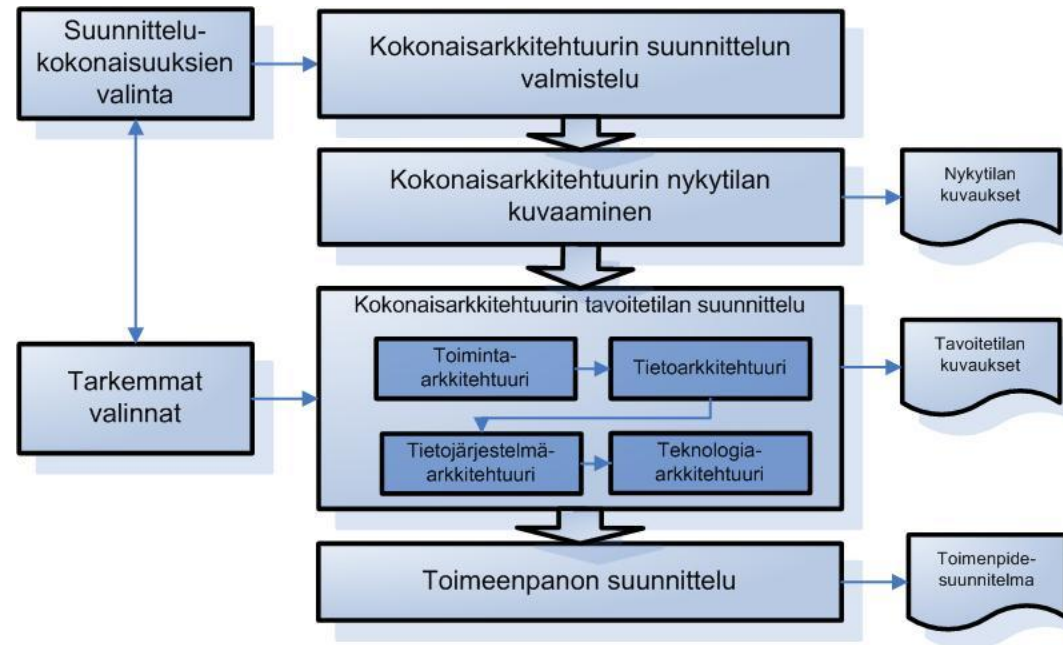 Suunnittelu-
kokonaisuuksien
valinta
Kokonaisarkkitehtuurin suunnittelun
valmistelu
Kokonaisarkkitehtuurin nykytilan
kuvaaminen
Nykytilan
kuvaukset
Kokonaisarkkitehtuurin tavoitetilan suunnittelu
Toiminta-
arkkitehtuuri
Tietoarkkitehtuuri
Tietojärjestelmä-
arkkitehtuuri
Teknologia-
arkkitehtuuri
Tavoitetilan
kuvaukset
Tarkemmat
valinnat
Toimeenpanon suunnittelu
Toimenpide-
suunnitelma